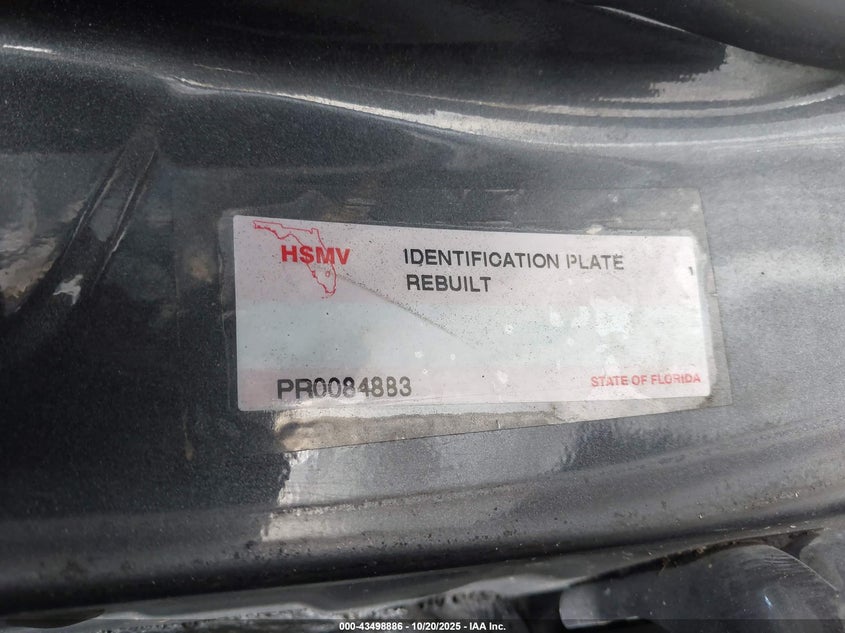 HSMV
IDENTIFICATION PLATE
REBUILT
PR0084883
STATE OF FLORIDA
000-43498886 - 10/20/2025 - IAA Inc.